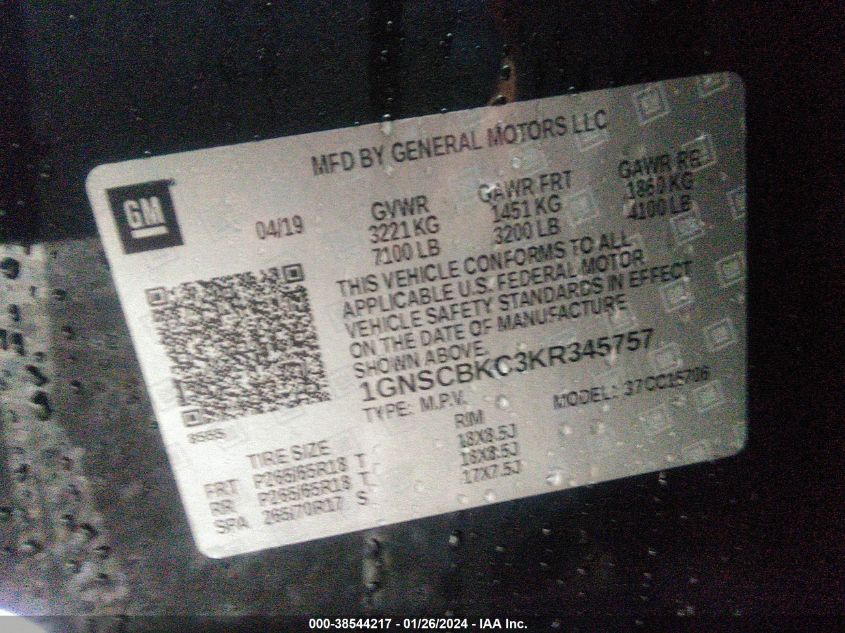 MFD BY GENERAL MOTORS LLC
GM
04/19
GVWR GAWR FRT GAWR RR
3221 KG 1451 KG 1860 KG
7100 LB 3200 LB 4100 LB
THIS VEHICLE CONFORMS TO ALL
APPLICABLE U.S. FEDERAL MOTOR
VEHICLE SAFETY STANDARDS IN EFFECT
ON THE DATE OF MANUFACTURE
SHOWN ABOVE.
1GNSCBKC3KR345757
TYPE: M.P.V. MODEL: 37CC15706
TIRE SIZE RIM
FRT P265/65R18 T 18X8.5J
RR P265/65R18 T 18X8.5J
SPA 265/70R17 S 17X7.5J
000-38544217 - 01/26/2024 - IAA Inc.